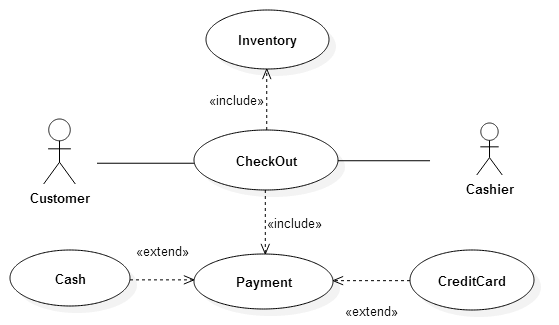 Inventory
«include»
CheckOut
Customer
Cashier
«include»
«extend»
Cash
Payment
CreditCard
«extend»